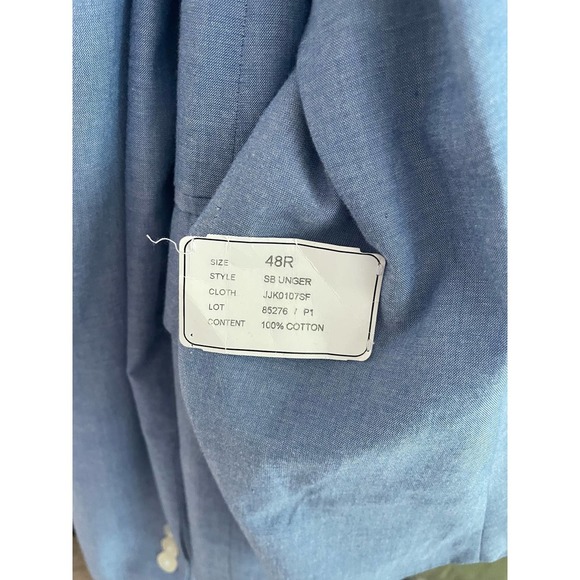 SIZE 48R
STYLE SB UNGER
CLOTH JJK0107SF
LOT 85276 / P1
CONTENT 100% COTTON